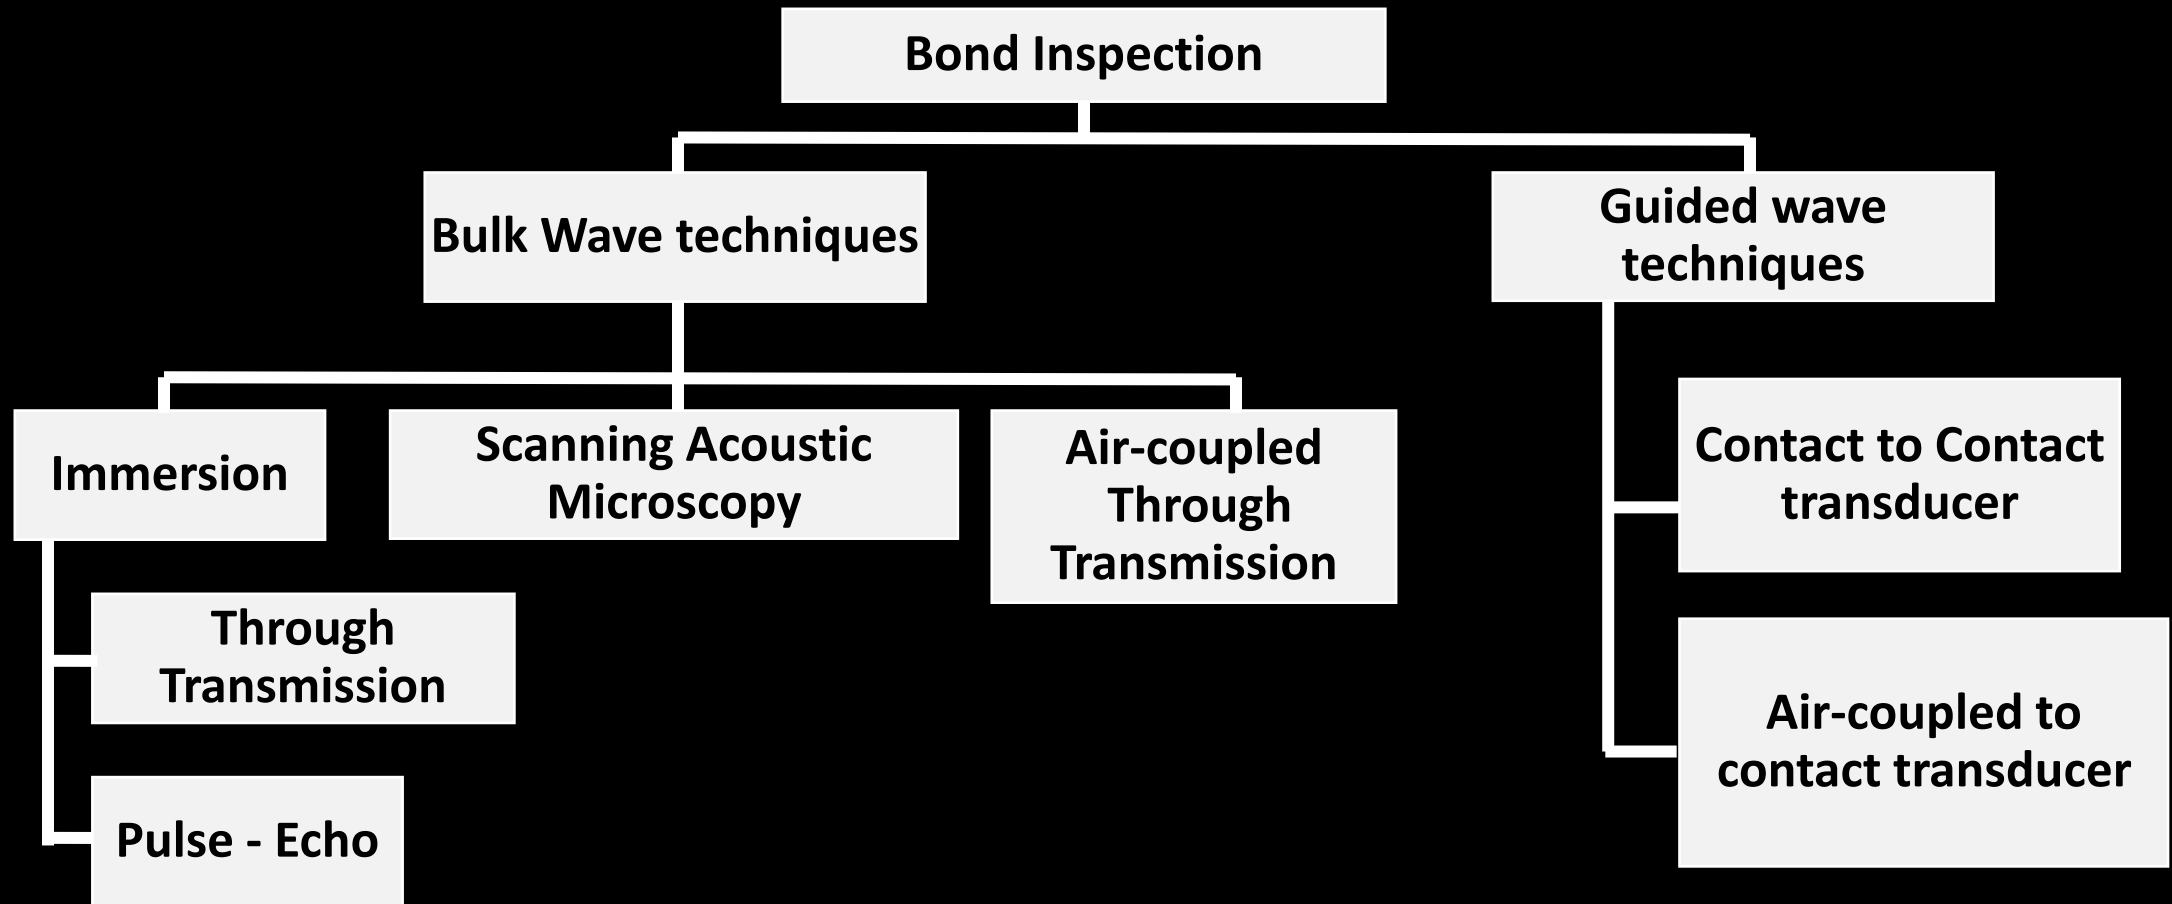 Bond Inspection
Bulk Wave techniques
Guided wave
techniques
Immersion
Scanning Acoustic
Microscopy
Air-coupled
Through
Transmission
Contact to Contact
transducer
Through
Transmission
Air-coupled to
contact transducer
Pulse - Echo